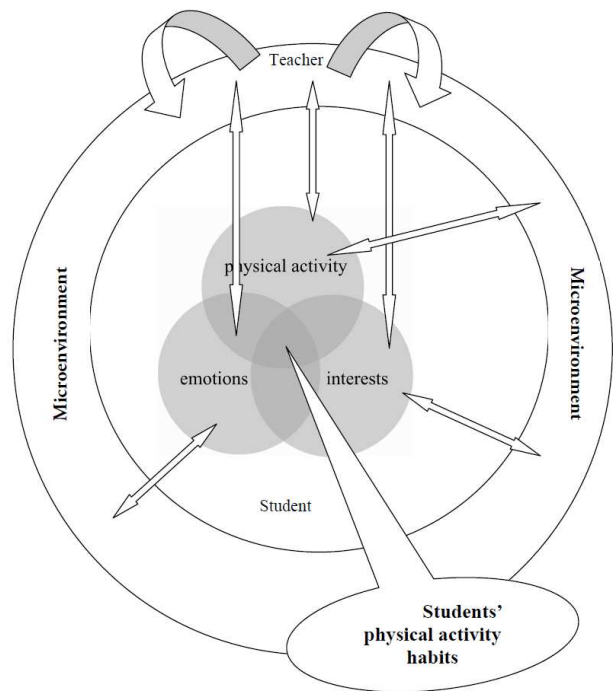 Teacher
physical activity
Microenvironment
Microenvironment
emotions
interests
Student
Students’
physical activity
habits